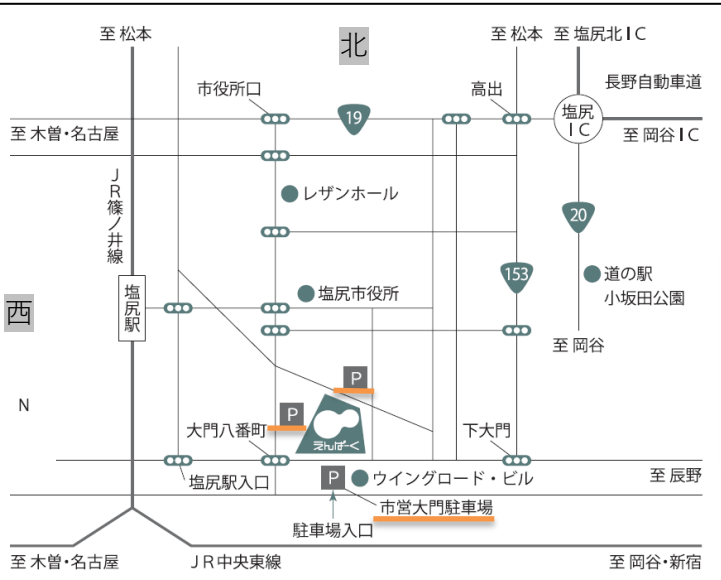 至 松本
北
至 松本
至 塩尻北IC
長野自動車道
市役所口
高出
19
塩尻
IC
至 木曽・名古屋
至 岡谷IC
JR篠ノ井線
レザンホール
20
153
塩尻市役所
道の駅
小坂田公園
塩尻駅
西
至 岡谷
P
N
P
大門八番町
えんぱーく
下大門
塩尻駅入口
P
ウイングロード・ビル
至 辰野
市営大門駐車場
駐車場入口
至 木曽・名古屋
JR中央東線
至 岡谷・新宿